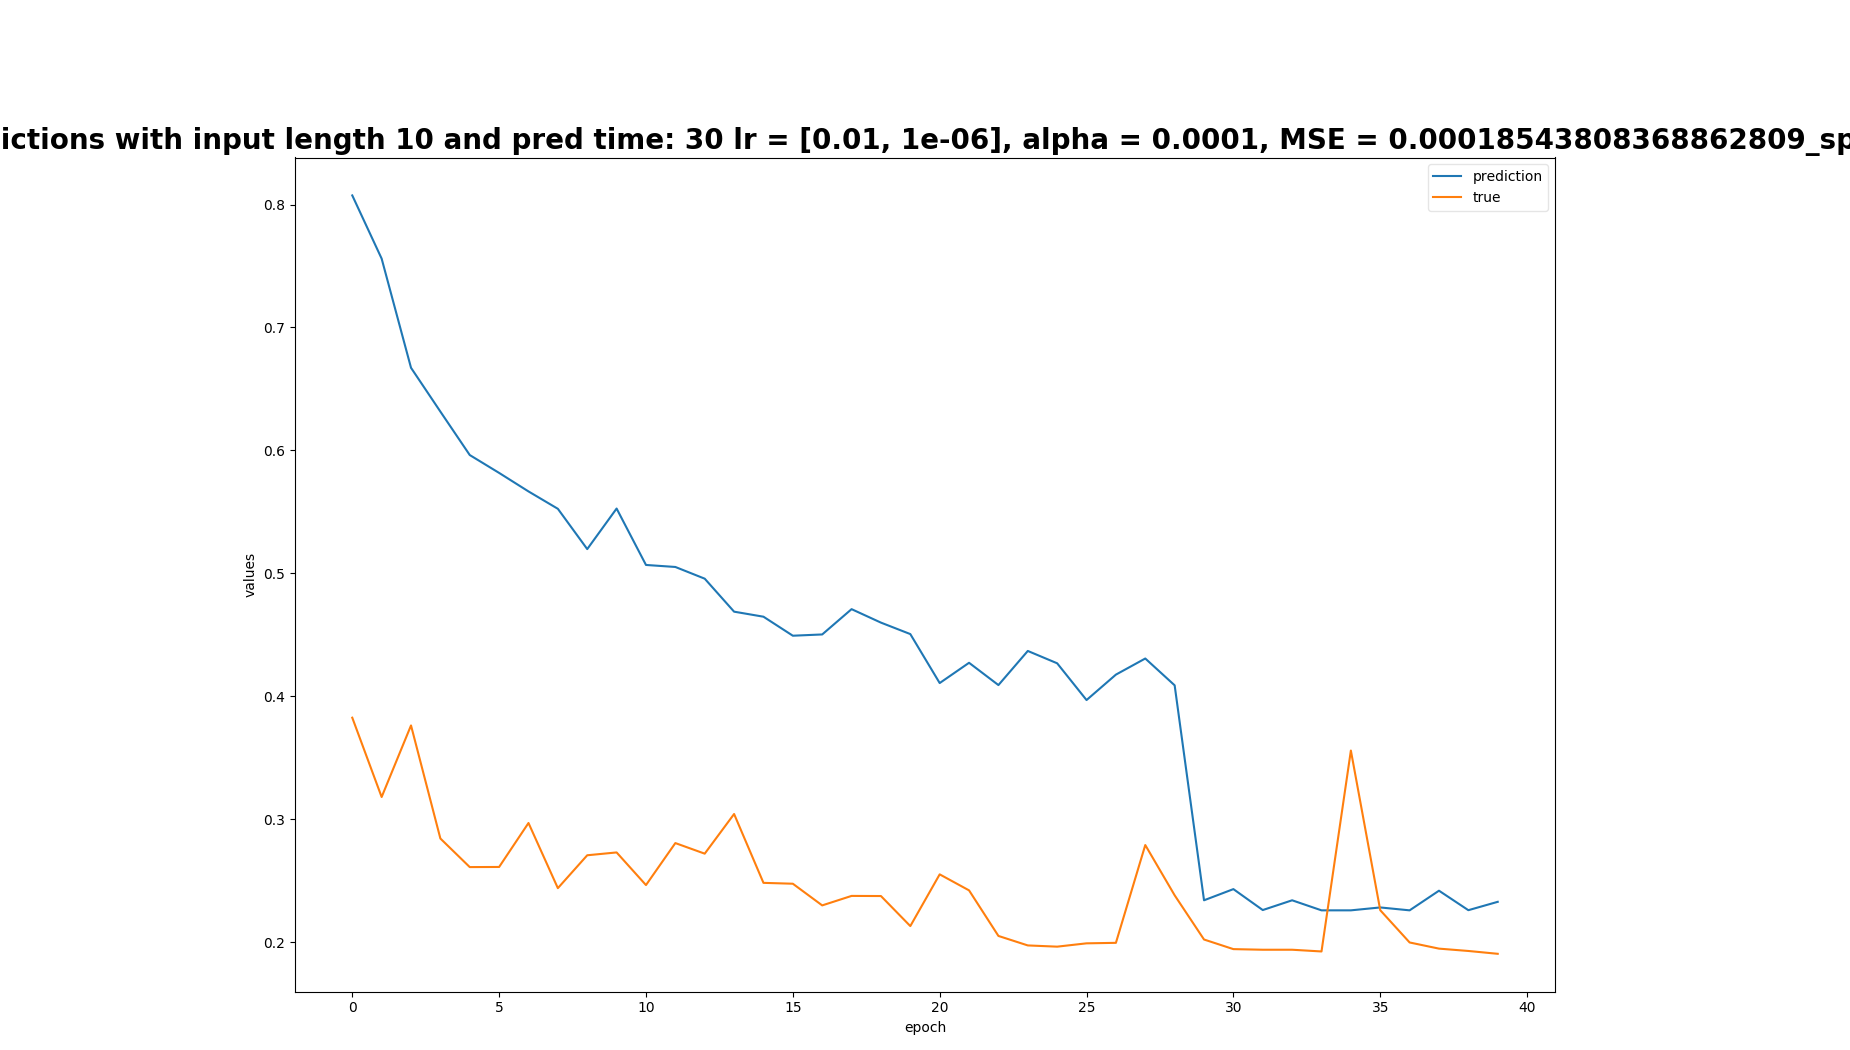 ictions with input length 10 and pred time: 30 lr = [0.01, 1e-06], alpha = 0.0001, MSE = 0.00018543808368862809_sp
prediction
true
0.8
0.7
0.6
0.5
0.4
0.3
0.2
values
0 5 10 15 20 25 30 35 40
epoch